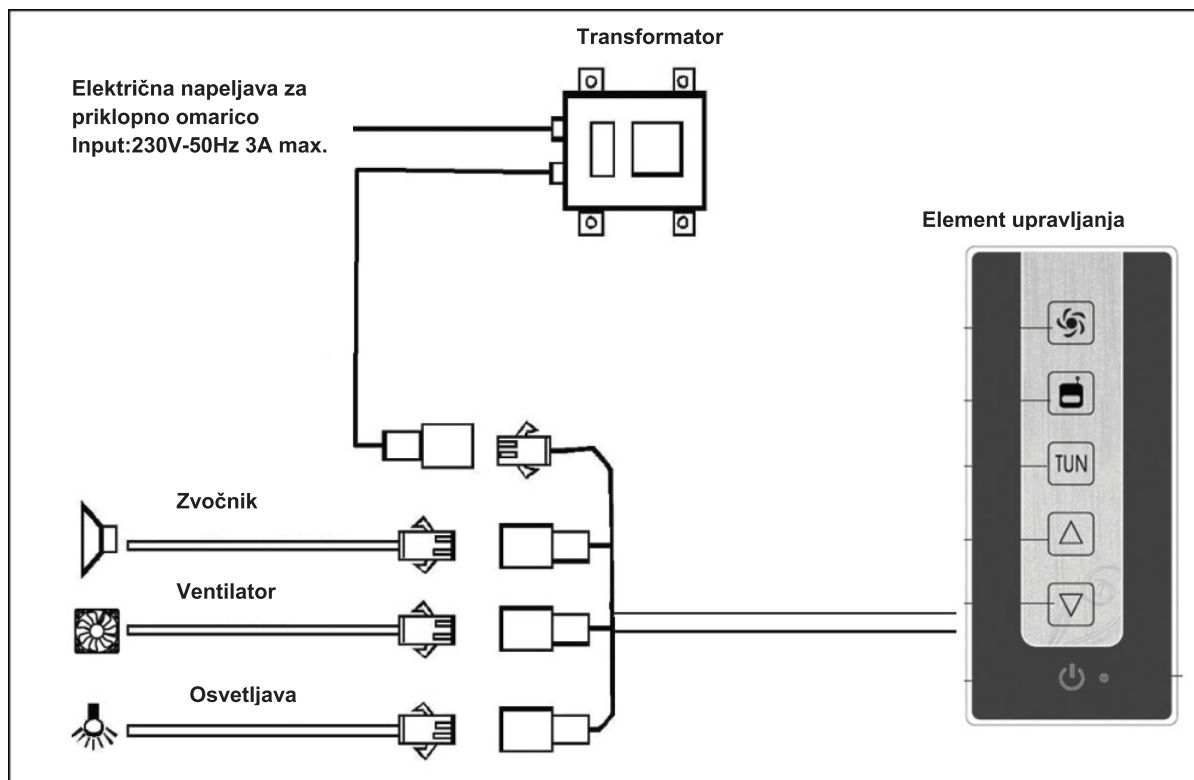 Transformator
Električna napeljava za
priklopno omarico
Input:230V-50Hz 3A max.
Element upravljanja
TUN
Zvočnik
Ventilator
Osvetljava